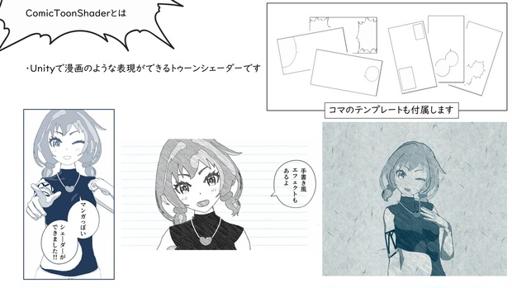 ComicToonShaderとは
・Unityで漫画のような表現ができるトゥーンシェーダーです
コマのテンプレートも付属します
マンガっぽい
シェーダーが
できました!!
手書き風
エフェクトも
あるよ